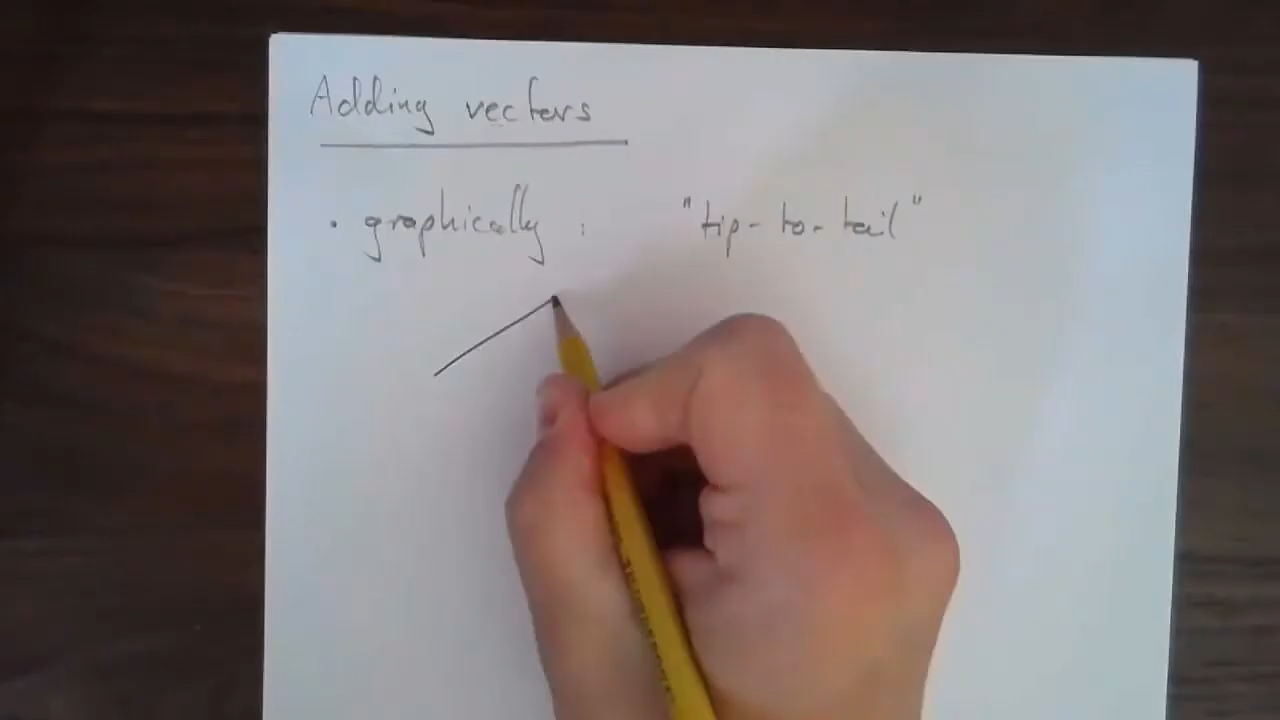 Adding vectors
• graphically : "tip-to-tail"